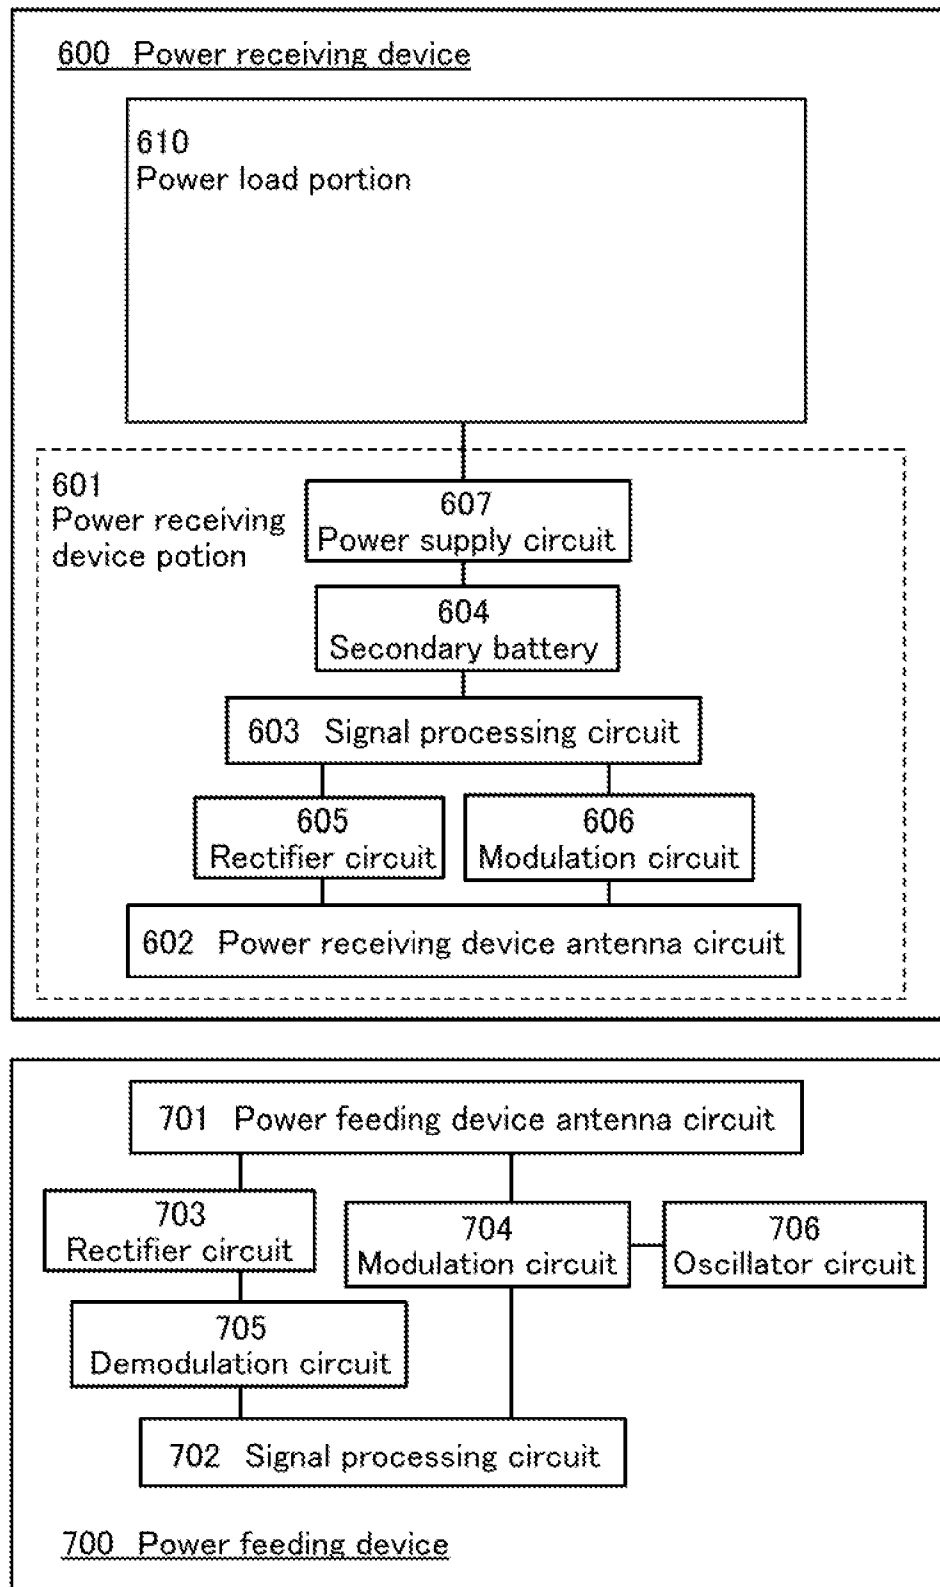 600 Power receiving device
610
Power load portion
601
Power receiving
device potion
607
Power supply circuit
604
Secondary battery
603 Signal processing circuit
605
Rectifier circuit
606
Modulation circuit
602 Power receiving device antenna circuit
701 Power feeding device antenna circuit
703
Rectifier circuit
704
Modulation circuit
706
Oscillator circuit
705
Demodulation circuit
702 Signal processing circuit
700 Power feeding device